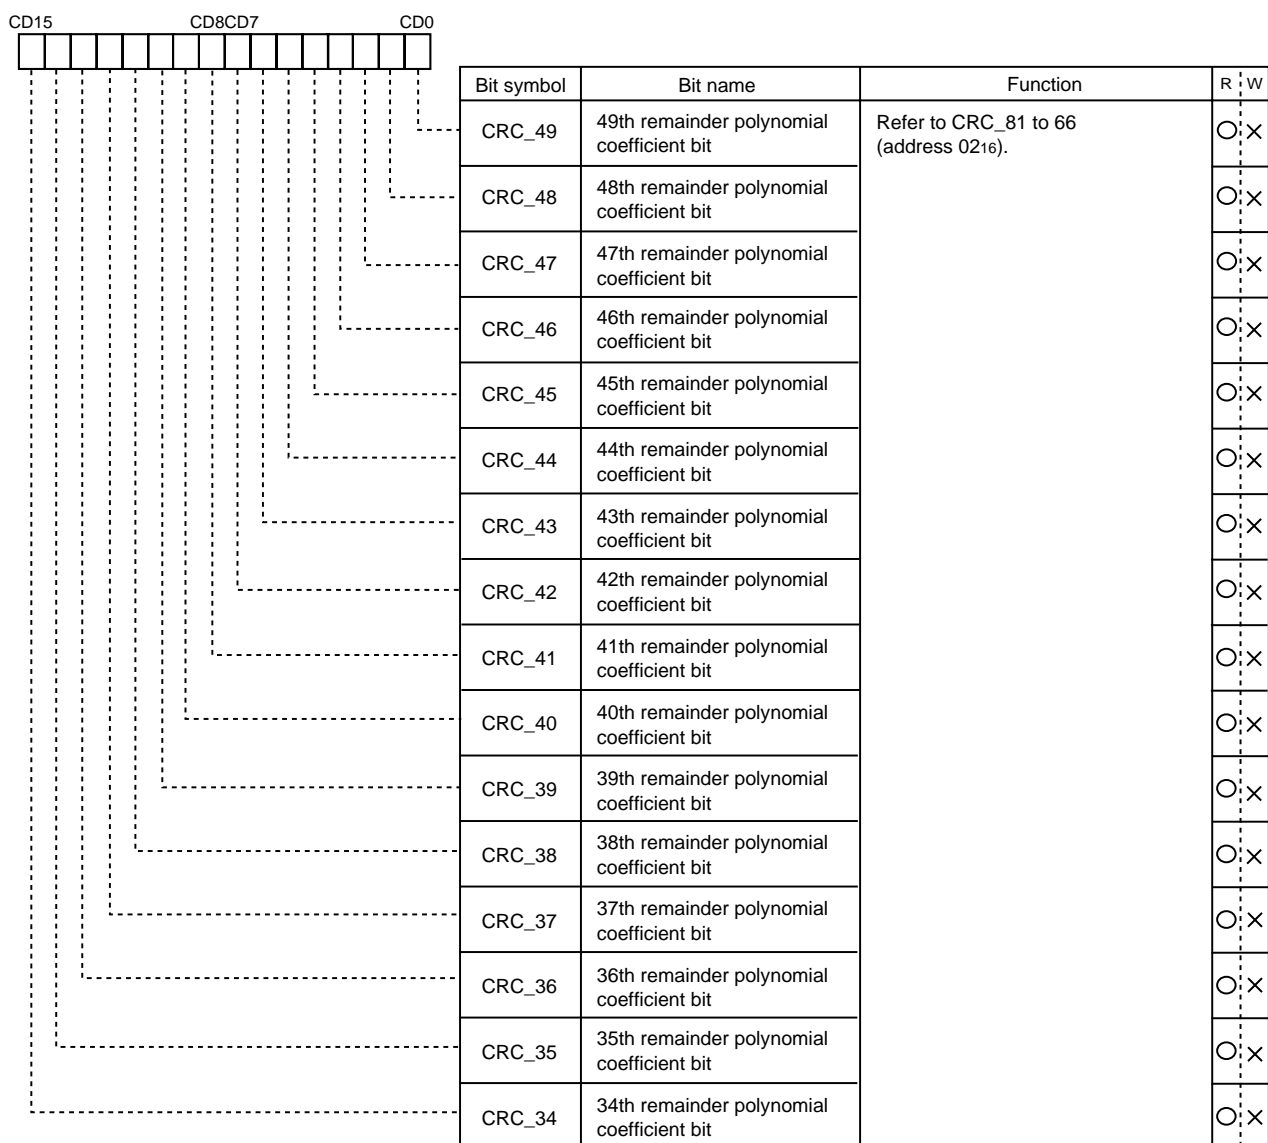 CD15 CD8CD7 CD0
Bit symbol Bit name Function R W
CRC_49 49th remainder polynomial coefficient bit Refer to CRC_81 to 66 (address 0216). ○ ×
CRC_48 48th remainder polynomial coefficient bit ○ ×
CRC_47 47th remainder polynomial coefficient bit ○ ×
CRC_46 46th remainder polynomial coefficient bit ○ ×
CRC_45 45th remainder polynomial coefficient bit ○ ×
CRC_44 44th remainder polynomial coefficient bit ○ ×
CRC_43 43th remainder polynomial coefficient bit ○ ×
CRC_42 42th remainder polynomial coefficient bit ○ ×
CRC_41 41th remainder polynomial coefficient bit ○ ×
CRC_40 40th remainder polynomial coefficient bit ○ ×
CRC_39 39th remainder polynomial coefficient bit ○ ×
CRC_38 38th remainder polynomial coefficient bit ○ ×
CRC_37 37th remainder polynomial coefficient bit ○ ×
CRC_36 36th remainder polynomial coefficient bit ○ ×
CRC_35 35th remainder polynomial coefficient bit ○ ×
CRC_34 34th remainder polynomial coefficient bit ○ ×